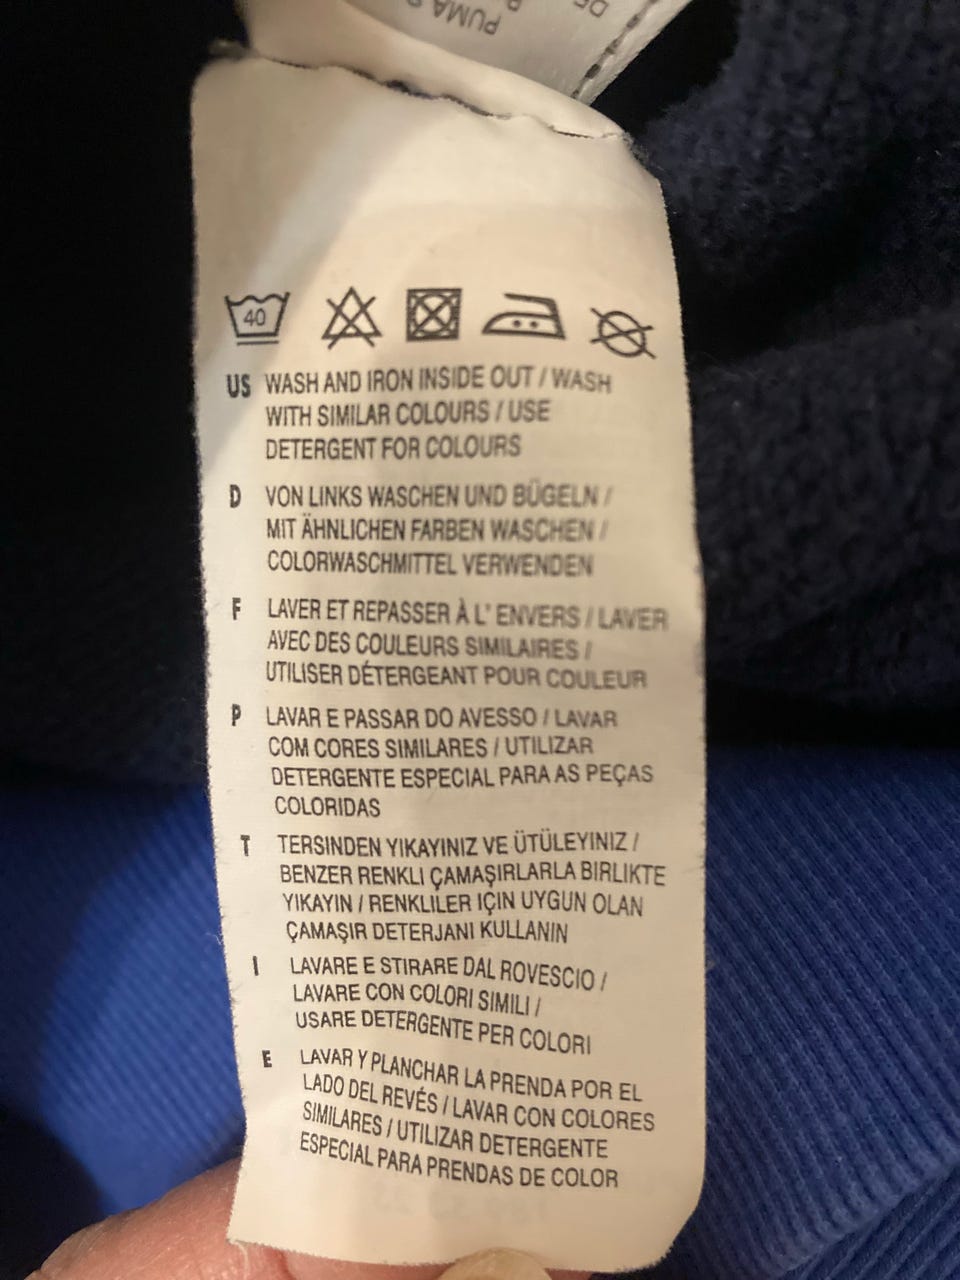 PUMA
DE
40
US WASH AND IRON INSIDE OUT / WASH
WITH SIMILAR COLOURS / USE
DETERGENT FOR COLOURS
D VON LINKS WASCHEN UND BÜGELN /
MIT ÄHNLICHEN FARBEN WASCHEN /
COLORWASCHMITTEL VERWENDEN
F LAVER ET REPASSER À L' ENVERS / LAVER
AVEC DES COULEURS SIMILAIRES /
UTILISER DÉTERGEANT POUR COULEUR
P LAVAR E PASSAR DO AVESSO / LAVAR
COM CORES SIMILARES / UTILIZAR
DETERGENTE ESPECIAL PARA AS PEÇAS
COLORIDAS
T TERSINDEN YIKAYINIZ VE ÜTÜLEYINIZ /
BENZER RENKLI ÇAMAŞIRLARLA BIRLIKTE
YIKAYIN / RENKLILER IÇIN UYGUN OLAN
ÇAMAŞIR DETERJANI KULLANIN
I LAVARE E STIRARE DAL ROVESCIO /
LAVARE CON COLORI SIMILI /
USARE DETERGENTE PER COLORI
E LAVAR Y PLANCHAR LA PRENDA POR EL
LADO DEL REVÉS / LAVAR CON COLORES
SIMILARES / UTILIZAR DETERGENTE
ESPECIAL PARA PRENDAS DE COLOR